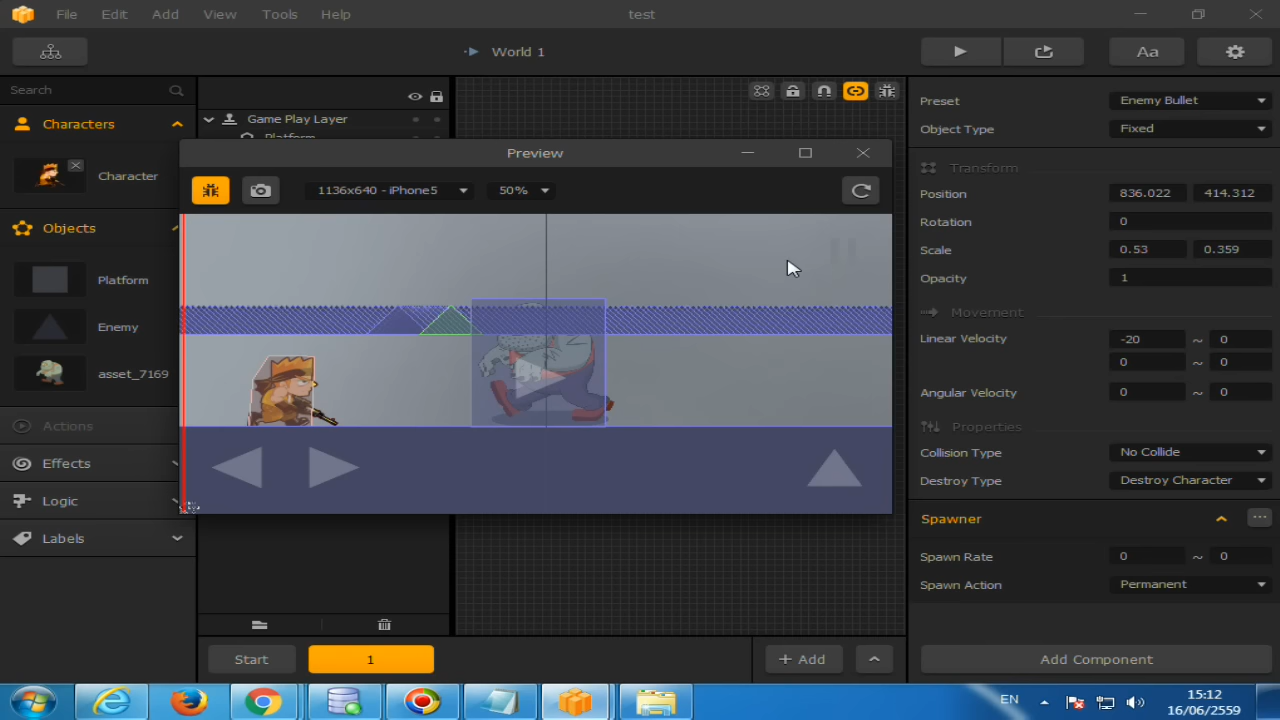 File Edit Add View Tools Help test
World 1
Aa
Search
Characters
Character
Objects
Platform
Enemy
asset_7169
Actions
Effects
Logic
Labels
Game Play Layer
Platform
Preview
1136x640 - iPhone5 50%
Start 1 Add
Preset Enemy Bullet
Object Type Fixed
Transform
Position 836.022 414.312
Rotation 0
Scale 0.53 0.359
Opacity 1
Movement
Linear Velocity -20 ~ 0
0 ~ 0
Angular Velocity 0 ~ 0
Properties
Collision Type No Collide
Destroy Type Destroy Character
Spawner
Spawn Rate 0 ~ 0
Spawn Action Permanent
Add Component
EN 15:12
16/06/2559